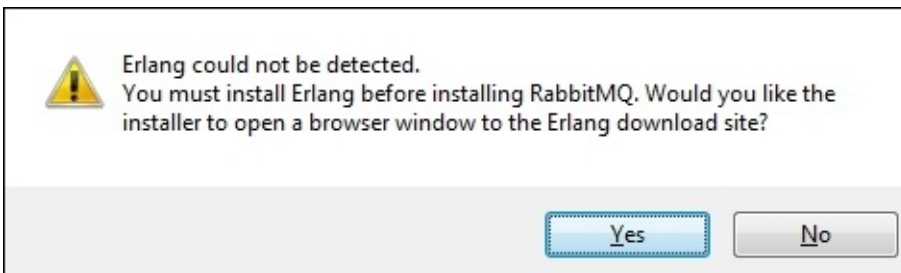 Erlang could not be detected.
You must install Erlang before installing RabbitMQ. Would you like the
installer to open a browser window to the Erlang download site?
Yes
No